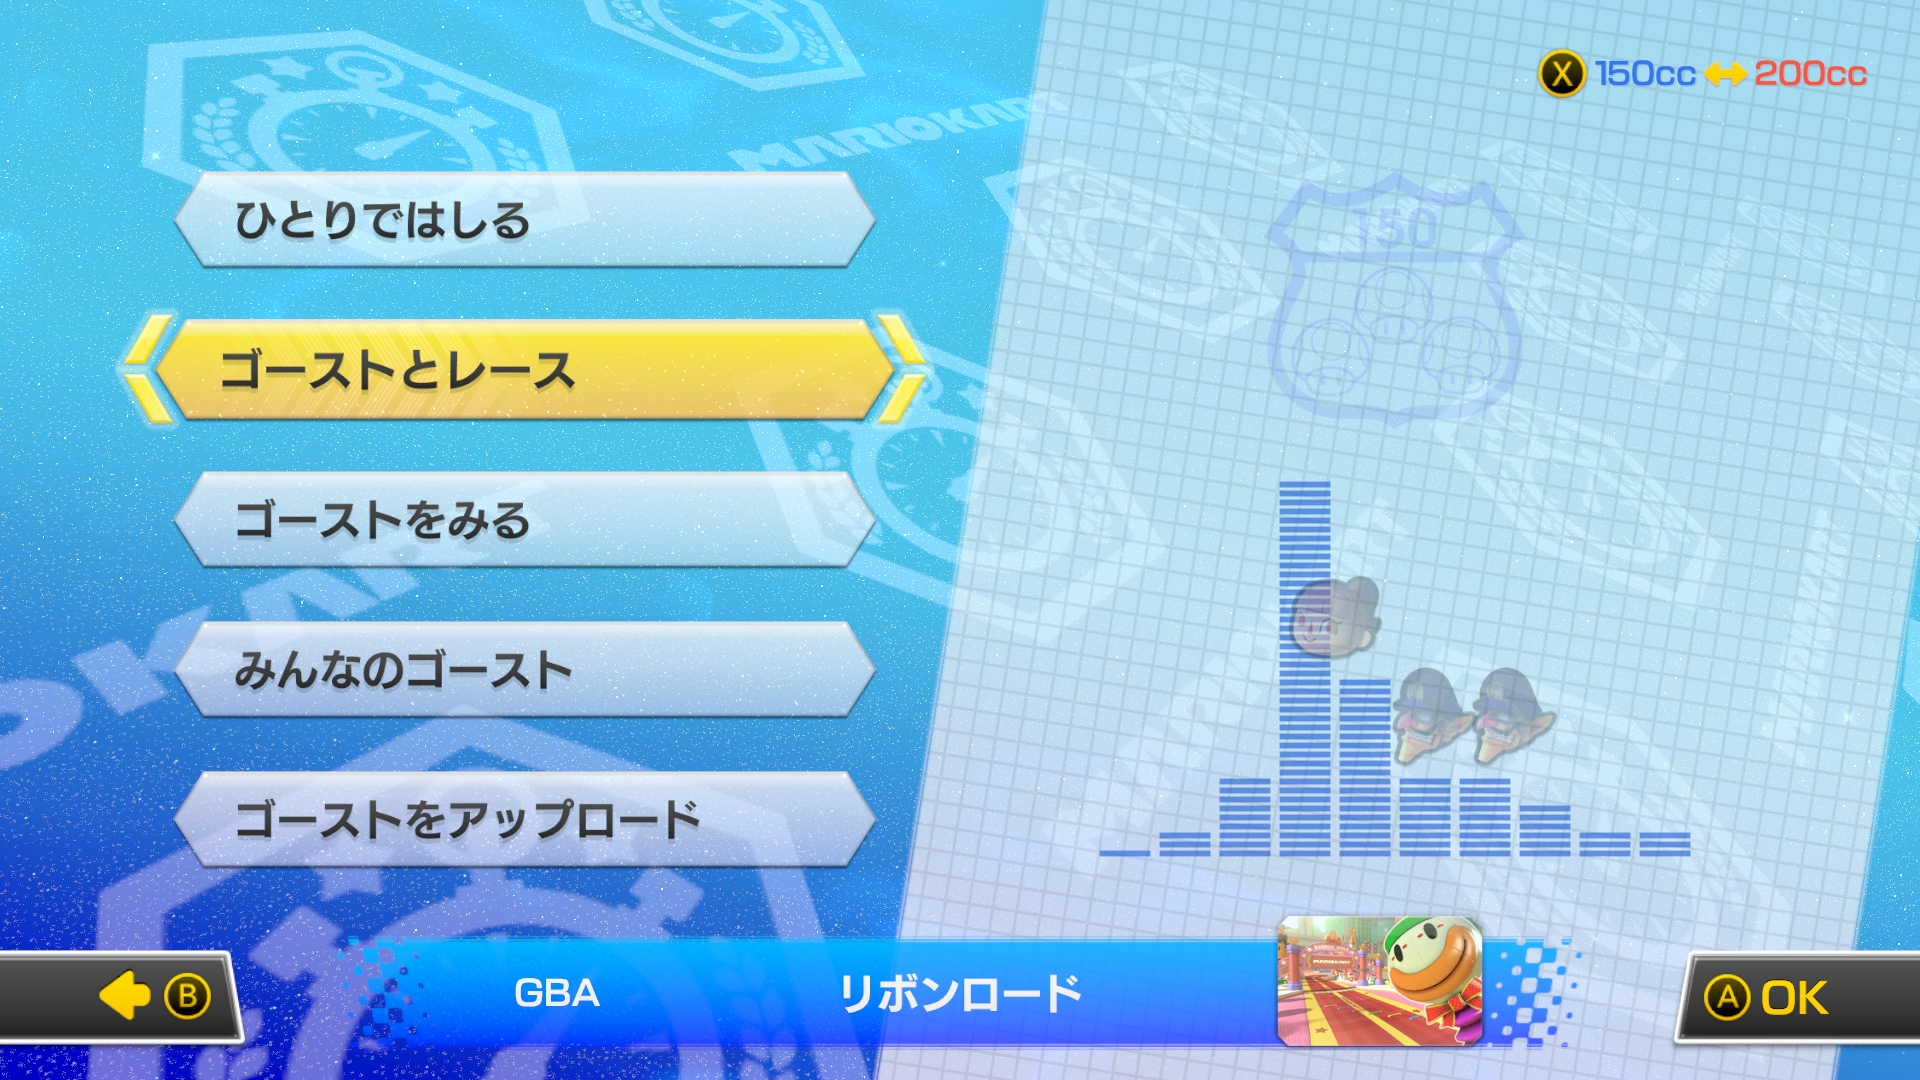 X 150cc 200cc
MARIOKART
150
ひとりではしる
ゴーストとレース
ゴーストをみる
みんなのゴースト
ゴーストをアップロード
B
GBA リボンロード
A OK